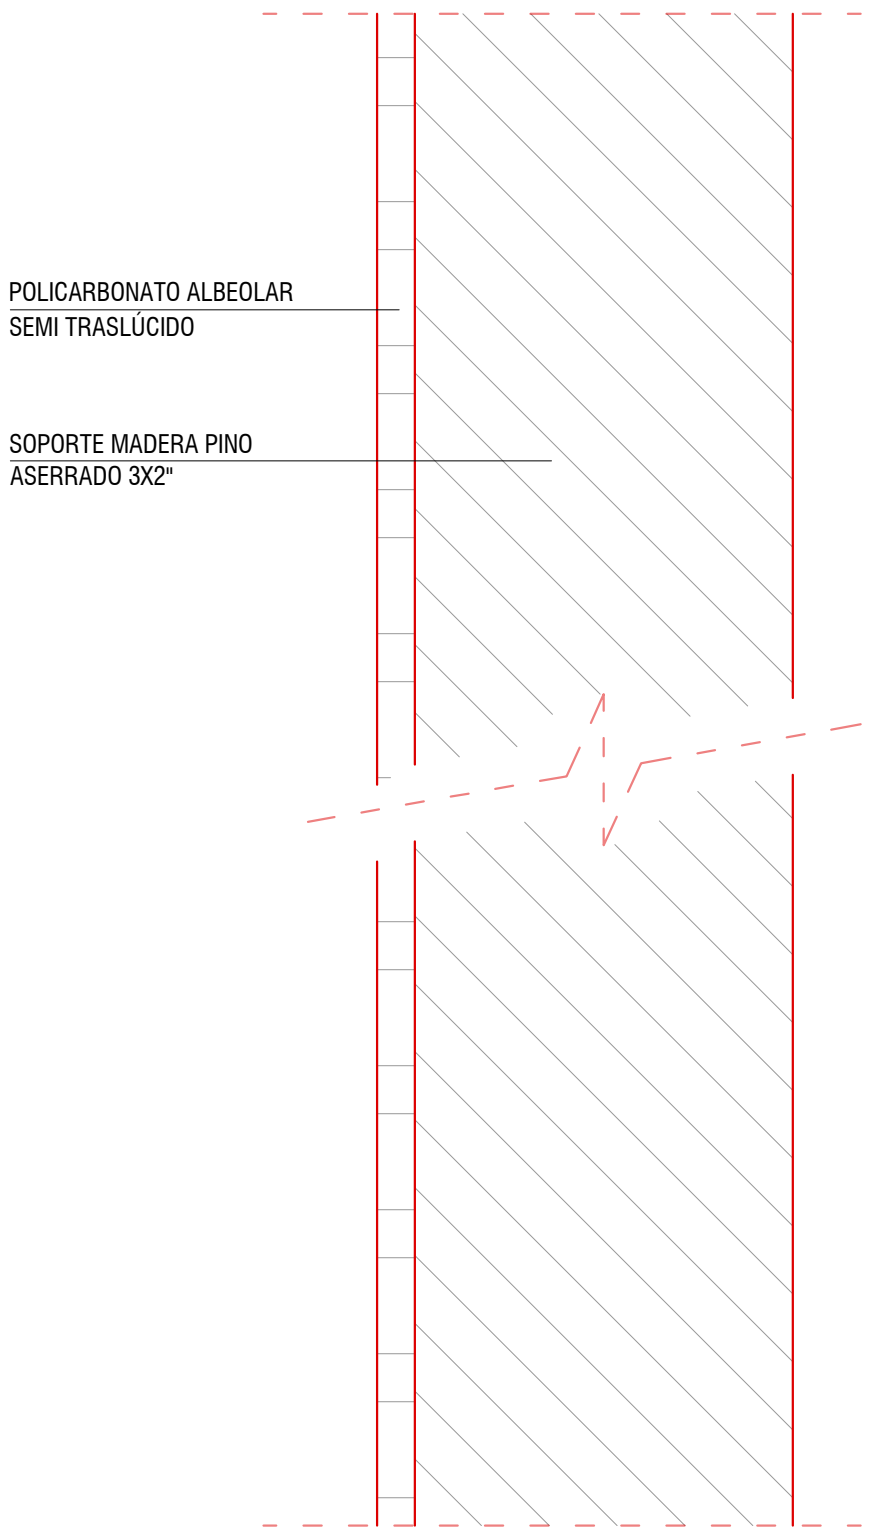 POLICARBONATO ALBEOLAR
SEMI TRASLÚCIDO
SOPORTE MADERA PINO
ASERRADO 3X2"